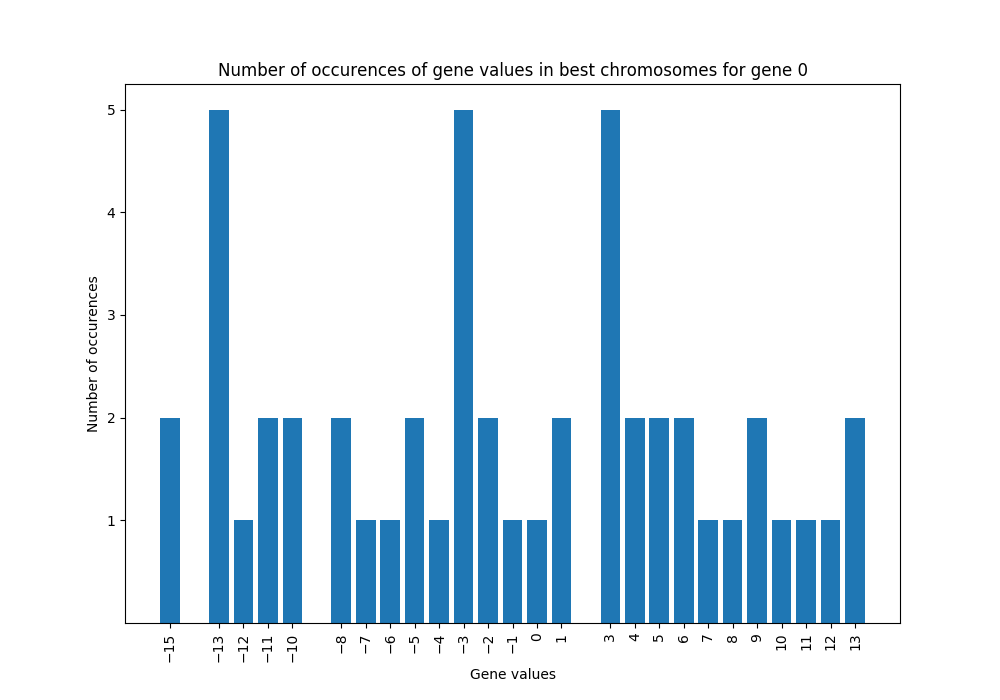 Number of occurences of gene values in best chromosomes for gene 0
5
4
3
2
1
Number of occurences
−15 −13 −12 −11 −10 −8 −7 −6 −5 −4 −3 −2 −1 0 1 3 4 5 6 7 8 9 10 11 12 13
Gene values